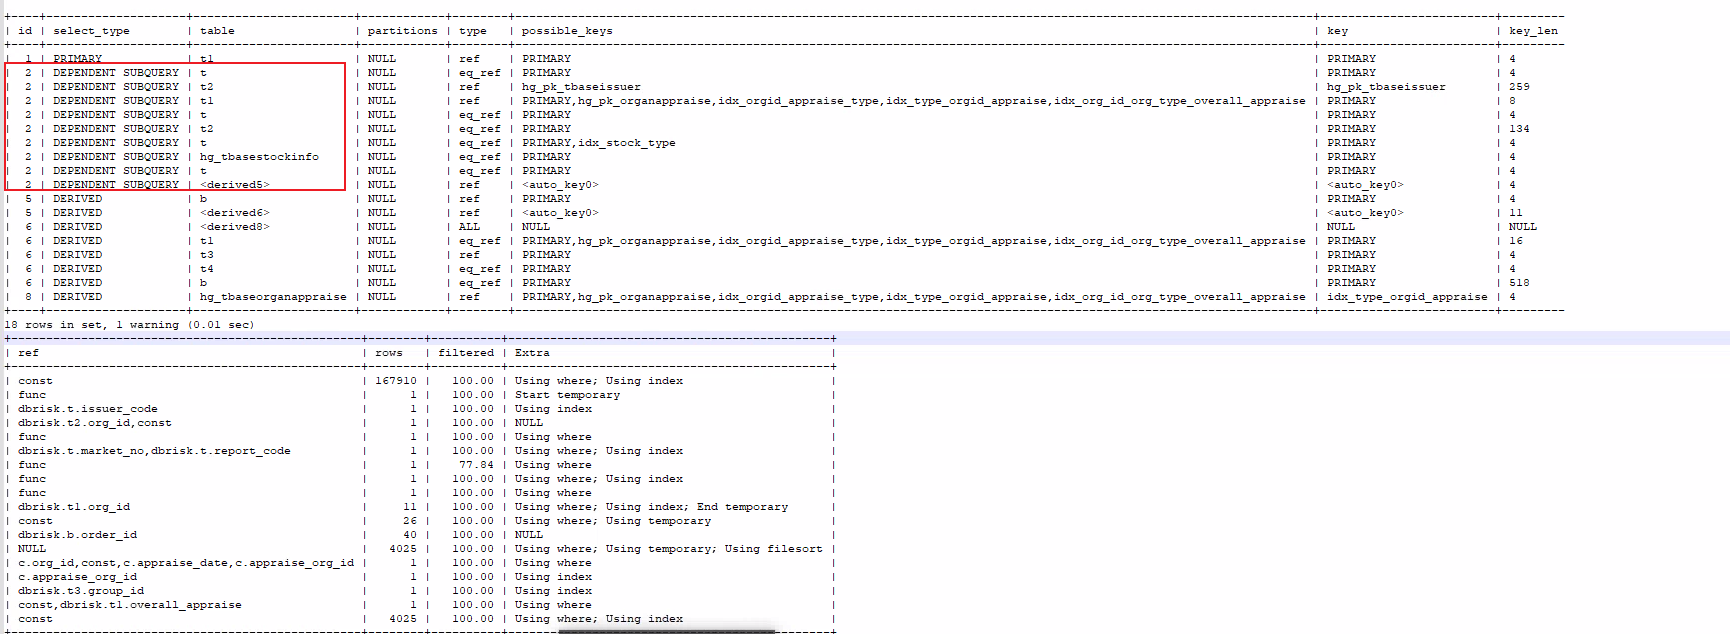 +----+--------------------+---------------------+------------+--------+---------------------------------------------------------------------------------------------------------------------+---------------------------+---------
| id | select_type | table | partitions | type | possible_keys | key | key_len
+----+--------------------+---------------------+------------+--------+---------------------------------------------------------------------------------------------------------------------+---------------------------+---------
| 1 | PRIMARY | t1 | NULL | ref | PRIMARY | PRIMARY | 4
| 2 | DEPENDENT SUBQUERY | t | NULL | eq_ref | PRIMARY | PRIMARY | 4
| 2 | DEPENDENT SUBQUERY | t2 | NULL | ref | hg_pk_tbaseissuer | hg_pk_tbaseissuer | 259
| 2 | DEPENDENT SUBQUERY | t1 | NULL | ref | PRIMARY,hg_pk_organappraise,idx_orgid_appraise_type,idx_type_orgid_appraise,idx_org_id_org_type_overall_appraise | PRIMARY | 8
| 2 | DEPENDENT SUBQUERY | t | NULL | eq_ref | PRIMARY | PRIMARY | 4
| 2 | DEPENDENT SUBQUERY | t2 | NULL | eq_ref | PRIMARY | PRIMARY | 134
| 2 | DEPENDENT SUBQUERY | t | NULL | eq_ref | PRIMARY,idx_stock_type | PRIMARY | 4
| 2 | DEPENDENT SUBQUERY | hg_tbasestockinfo | NULL | eq_ref | PRIMARY | PRIMARY | 4
| 2 | DEPENDENT SUBQUERY | t | NULL | eq_ref | PRIMARY | PRIMARY | 4
| 2 | DEPENDENT SUBQUERY | <derived5> | NULL | ref | <auto_key0> | <auto_key0> | 4
| 5 | DERIVED | b | NULL | ref | PRIMARY | PRIMARY | 4
| 5 | DERIVED | <derived6> | NULL | ref | <auto_key0> | <auto_key0> | 11
| 6 | DERIVED | <derived8> | NULL | ALL | NULL | NULL | NULL
| 6 | DERIVED | t1 | NULL | eq_ref | PRIMARY,hg_pk_organappraise,idx_orgid_appraise_type,idx_type_orgid_appraise,idx_org_id_org_type_overall_appraise | PRIMARY | 16
| 6 | DERIVED | t3 | NULL | ref | PRIMARY | PRIMARY | 4
| 6 | DERIVED | t4 | NULL | eq_ref | PRIMARY | PRIMARY | 4
| 6 | DERIVED | b | NULL | eq_ref | PRIMARY | PRIMARY | 518
| 8 | DERIVED | hg_tbaseorganappraise | NULL | ref | PRIMARY,hg_pk_organappraise,idx_orgid_appraise_type,idx_type_orgid_appraise,idx_org_id_org_type_overall_appraise | idx_type_orgid_appraise | 4
18 rows in set, 1 warning (0.01 sec)
| ref | rows | filtered | Extra |
| const | 167910 | 100.00 | Using where; Using index |
| func | 1 | 100.00 | Start temporary |
| dbrisk.t.issuer_code | 1 | 100.00 | Using index |
| dbrisk.t2.org_id,const | 1 | 100.00 | NULL |
| func | 1 | 100.00 | Using where |
| dbrisk.t.market_no,dbrisk.t.report_code | 1 | 100.00 | Using where; Using index |
| func | 1 | 77.84 | Using where |
| func | 1 | 100.00 | Using where; Using index |
| func | 1 | 100.00 | Using where |
| dbrisk.t1.org_id | 11 | 100.00 | Using where; Using index; End temporary |
| const | 26 | 100.00 | Using where; Using temporary |
| dbrisk.b.order_id | 40 | 100.00 | NULL |
| NULL | 4025 | 100.00 | Using where; Using temporary; Using filesort |
| c.org_id,const,c.appraise_date,c.appraise_org_id | 1 | 100.00 | Using where |
| c.appraise_org_id | 1 | 100.00 | Using index |
| dbrisk.t3.group_id | 1 | 100.00 | Using index |
| const,dbrisk.t1.overall_appraise | 1 | 100.00 | Using where |
| const | 4025 | 100.00 | Using where; Using index |